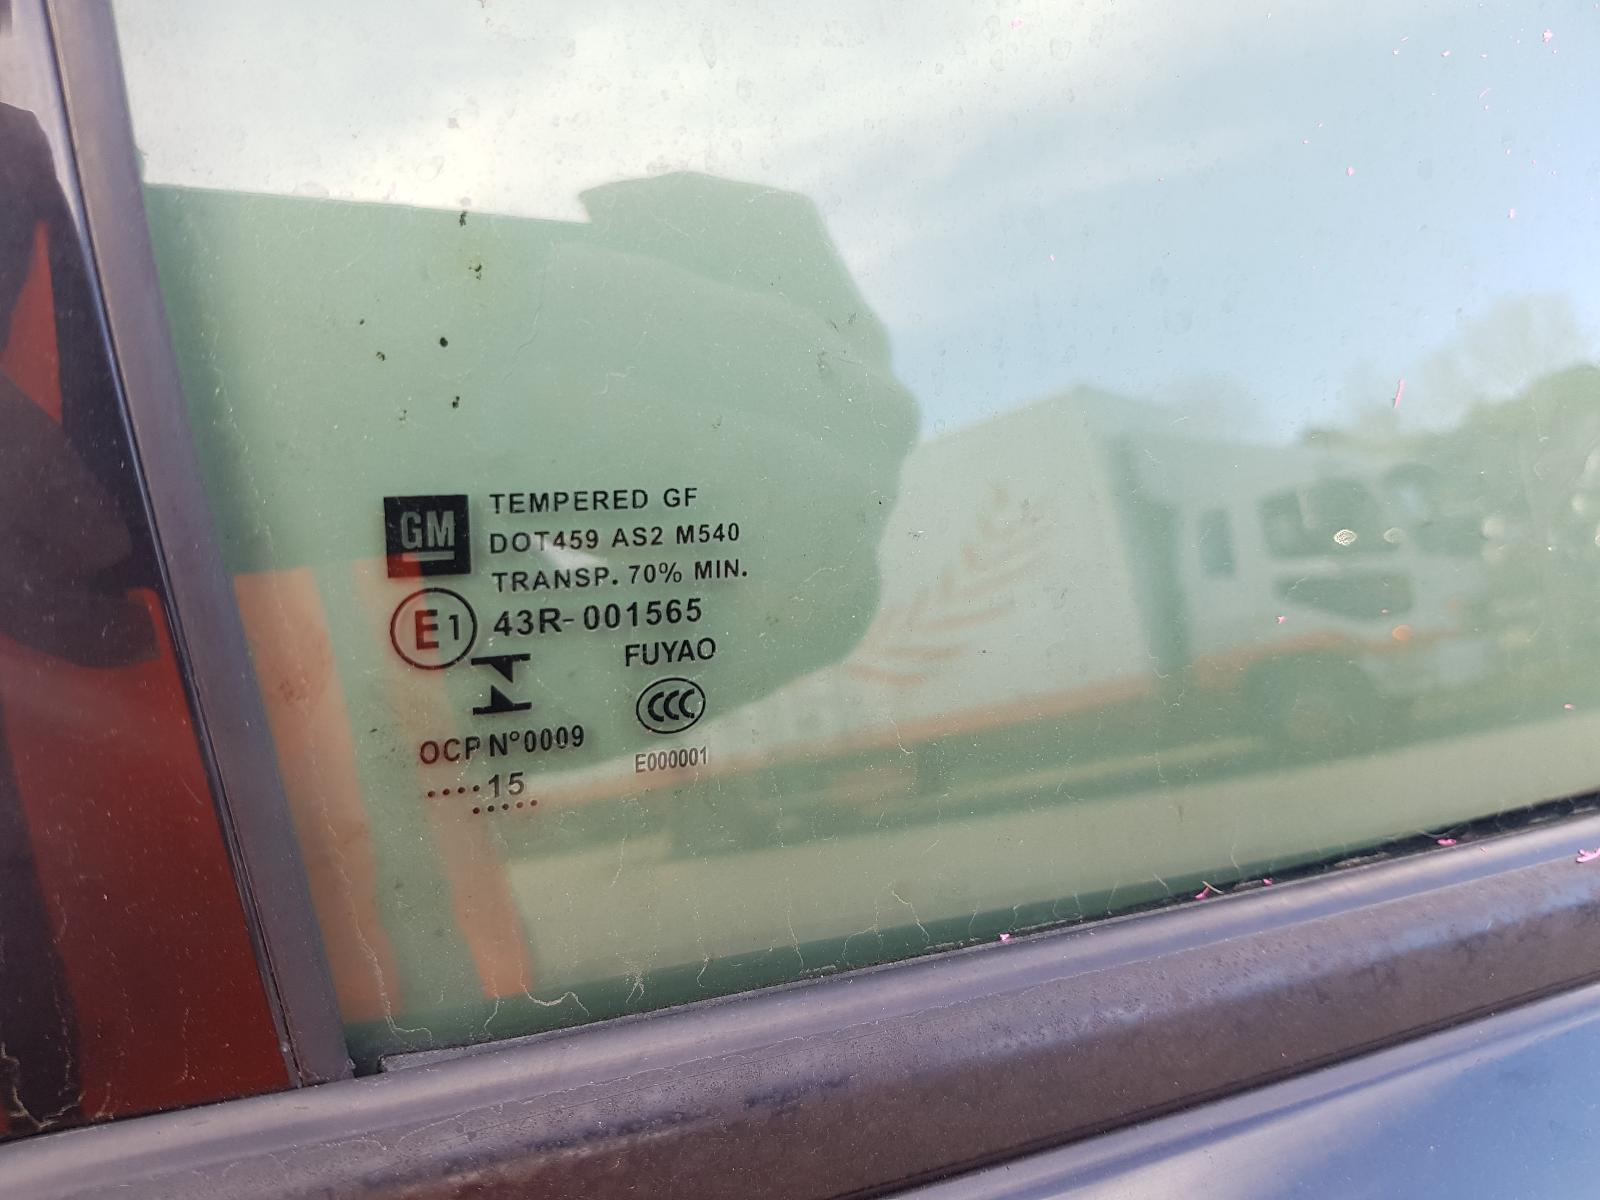 GM
TEMPERED GF
DOT459 AS2 M540
TRANSP. 70% MIN.
E1 43R-001565
FUYAO
CCC
OCP N°0009
E000001
....15
.....